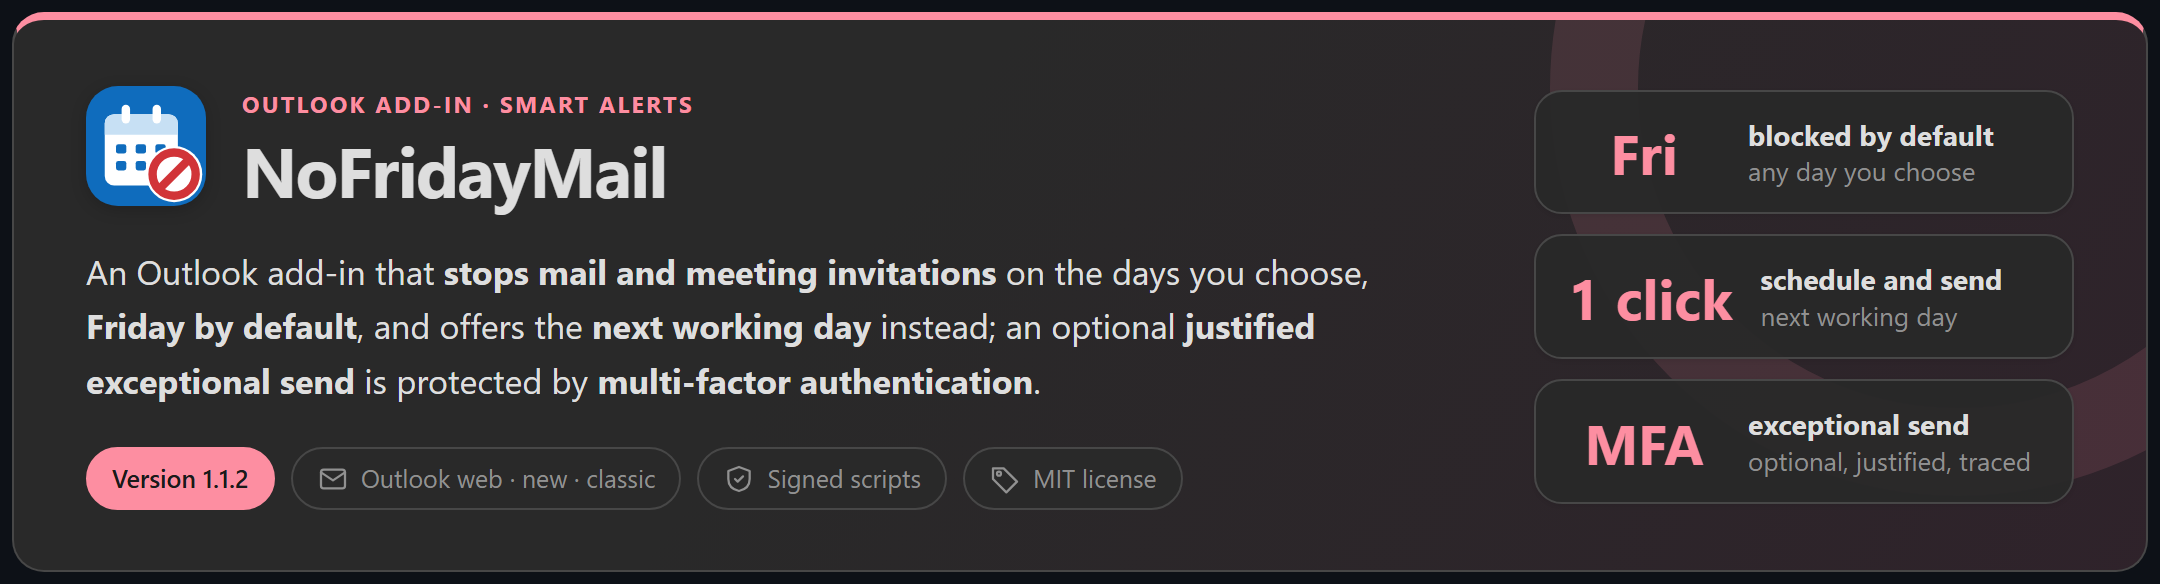 OUTLOOK ADD-IN · SMART ALERTS
NoFridayMail
An Outlook add-in that stops mail and meeting invitations on the days you choose,
Friday by default, and offers the next working day instead; an optional justified
exceptional send is protected by multi-factor authentication.
Version 1.1.2
Outlook web · new · classic
Signed scripts
MIT license
Fri
blocked by default
any day you choose
1 click
schedule and send
next working day
MFA
exceptional send
optional, justified, traced